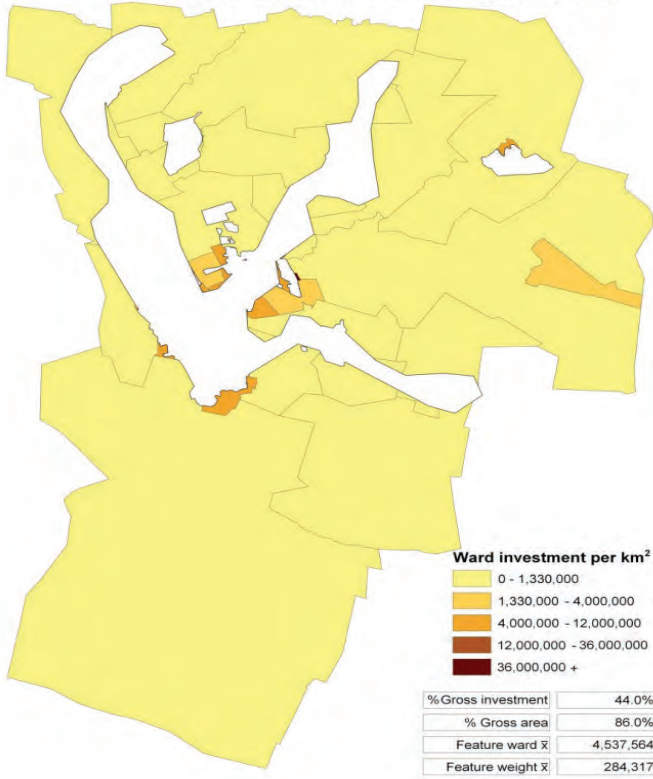 Ward investment per km²
0 - 1,330,000
1,330,000 - 4,000,000
4,000,000 - 12,000,000
12,000,000 - 36,000,000
36,000,000 +
%Gross investment 44.0%
% Gross area 86.0%
Feature ward x̄ 4,537,564
Feature weight x̄ 284,317